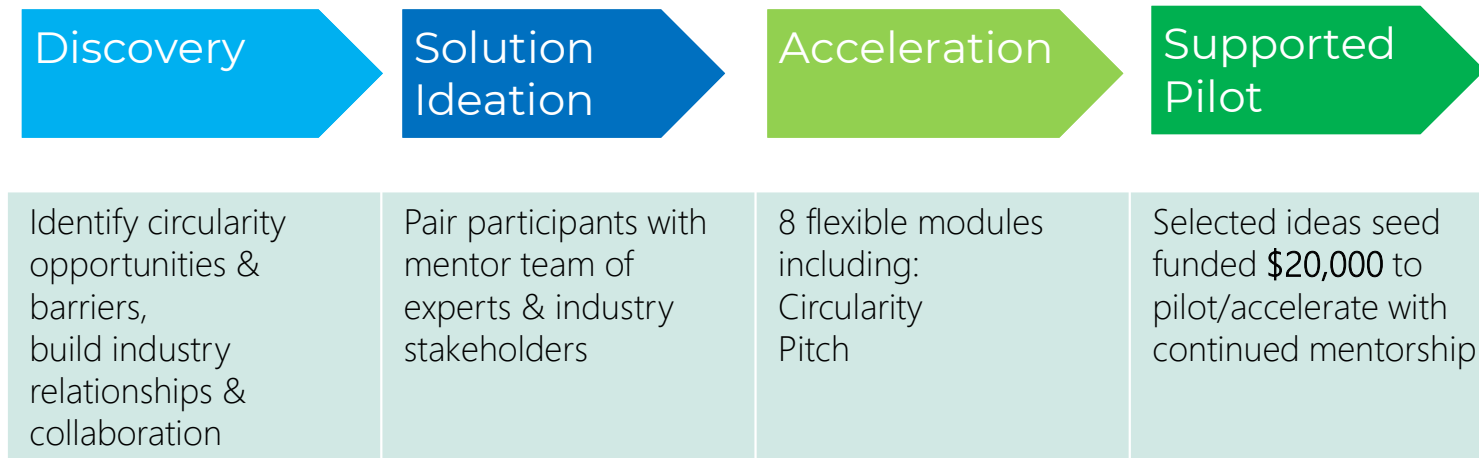 Discovery
Solution
Ideation
Acceleration
Supported
Pilot
Identify circularity
opportunities &
barriers,
build industry
relationships &
collaboration
Pair participants with
mentor team of
experts & industry
stakeholders
8 flexible modules
including:
Circularity
Pitch
Selected ideas seed
funded $20,000 to
pilot/accelerate with
continued mentorship